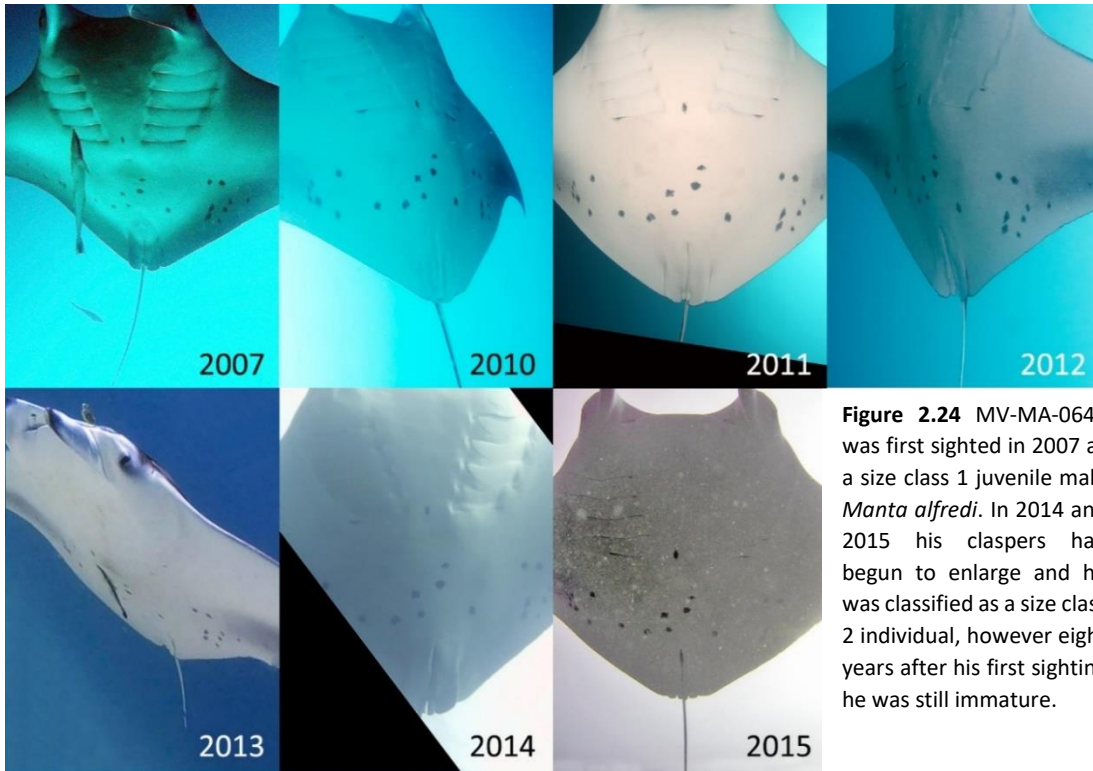 2007
2010
2011
2012
2013
2014
2015
Figure 2.24 MV-MA-064
was first sighted in 2007 a
a size class 1 juvenile mal
Manta alfredi. In 2014 an
2015 his claspers ha
begun to enlarge and h
was classified as a size clas
2 individual, however eigh
years after his first sightin
he was still immature.